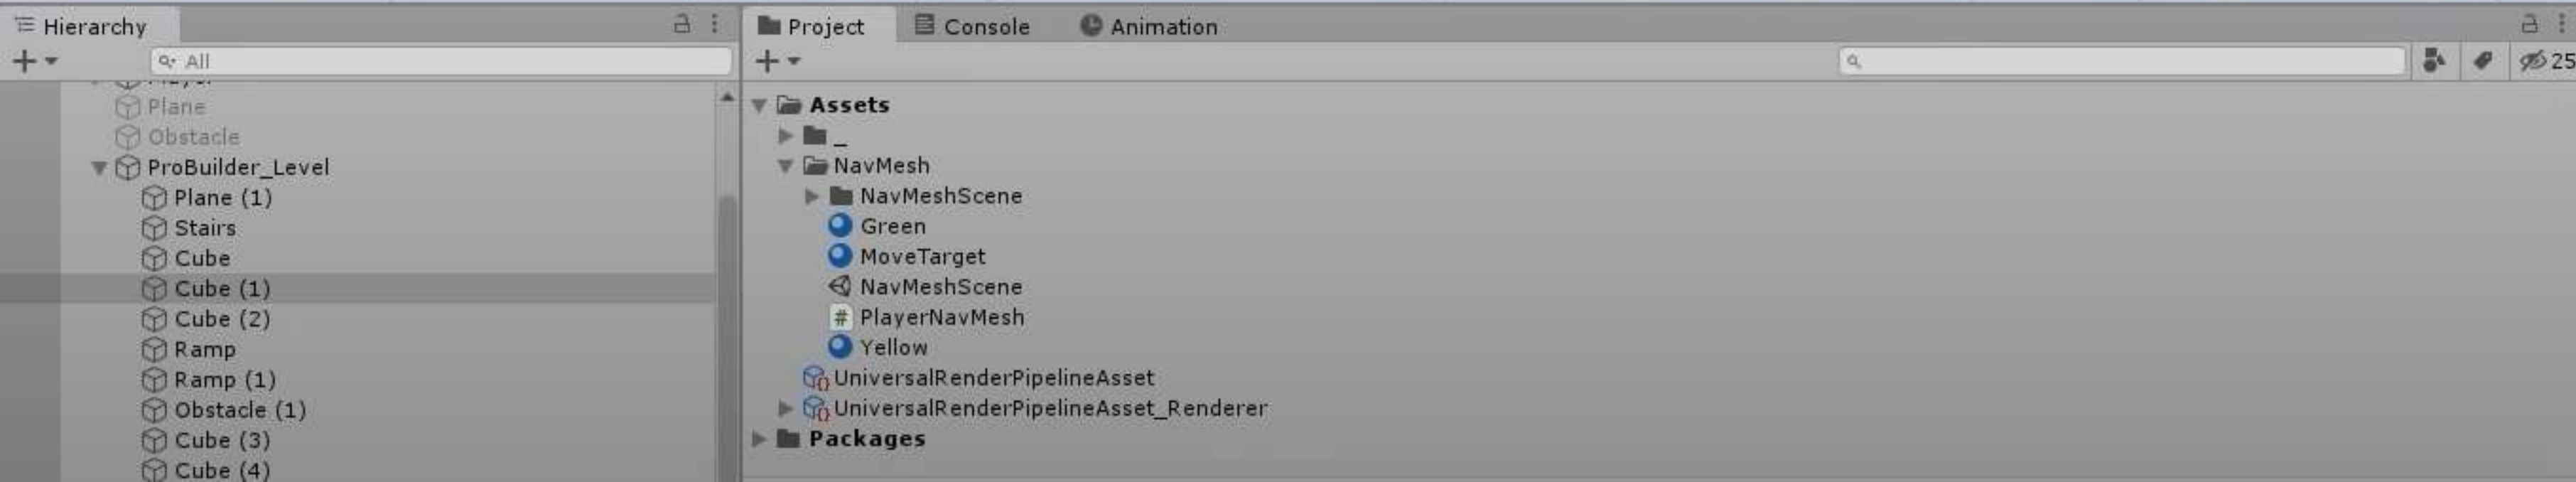 Hierarchy
All
Player
Plane
Obstacle
ProBuilder_Level
Plane (1)
Stairs
Cube
Cube (1)
Cube (2)
Ramp
Ramp (1)
Obstacle (1)
Cube (3)
Cube (4)
Project Console Animation
25
Assets
_
NavMesh
NavMeshScene
Green
MoveTarget
NavMeshScene
# PlayerNavMesh
Yellow
UniversalRenderPipelineAsset
UniversalRenderPipelineAsset_Renderer
Packages